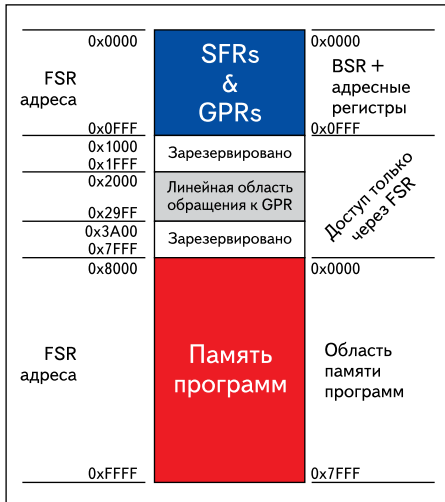 0x0000
SFRs
&
GPRs
0x0000
FSR
адреса
BSR +
адресные
регистры
0x0FFF
0x0FFF
0x1000
0x1FFF
Зарезервировано
Доступ только
через FSR
0x2000
0x29FF
Линейная область
обращения к GPR
0x3A00
0x7FFF
Зарезервировано
0x8000
0x0000
FSR
адреса
Память
программ
Область
памяти
программ
0xFFFF
0x7FFF